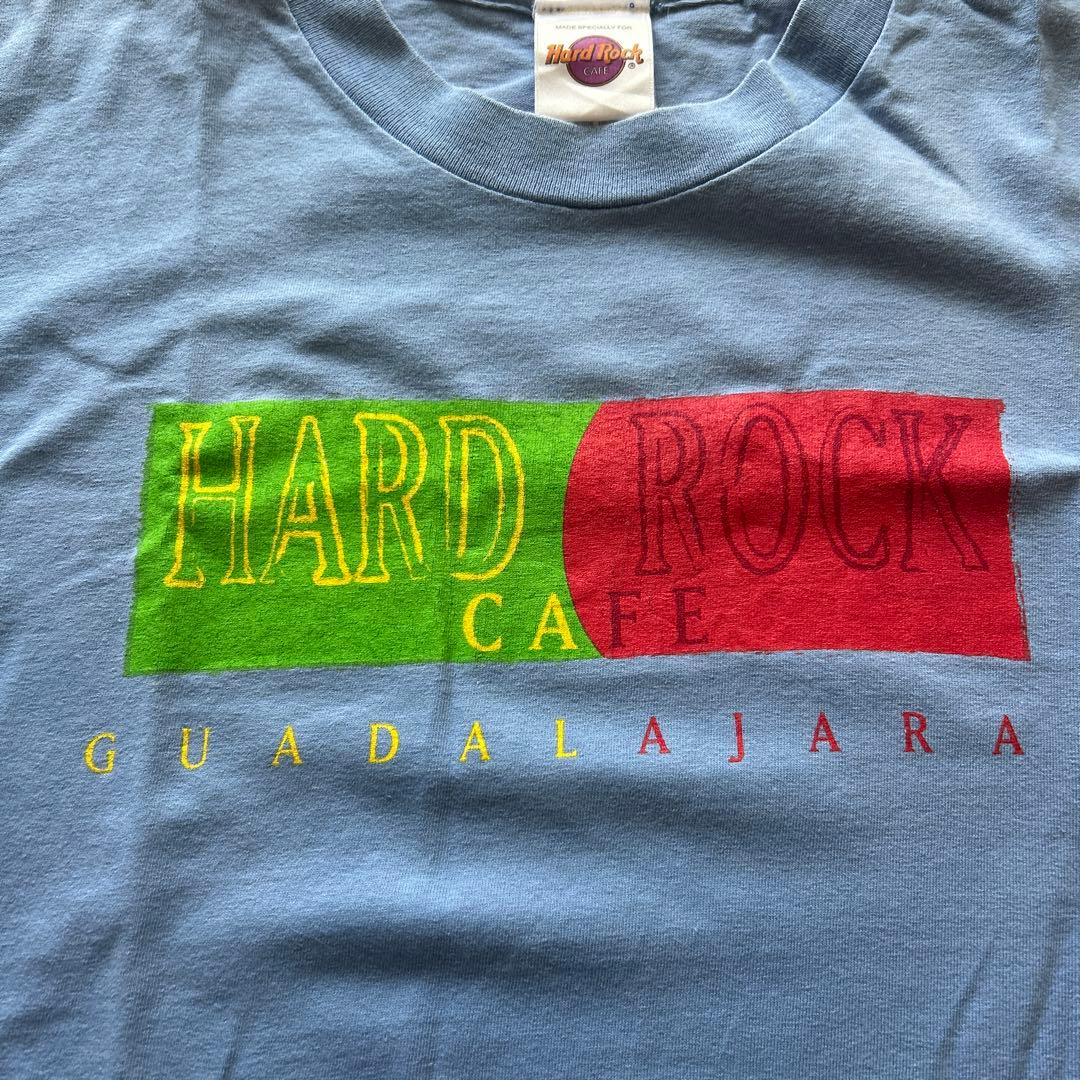 MADE SPECIALLY FOR
Hard Rock
CAFE
®
HARD ROCK
CAFE
GUADALAJARA